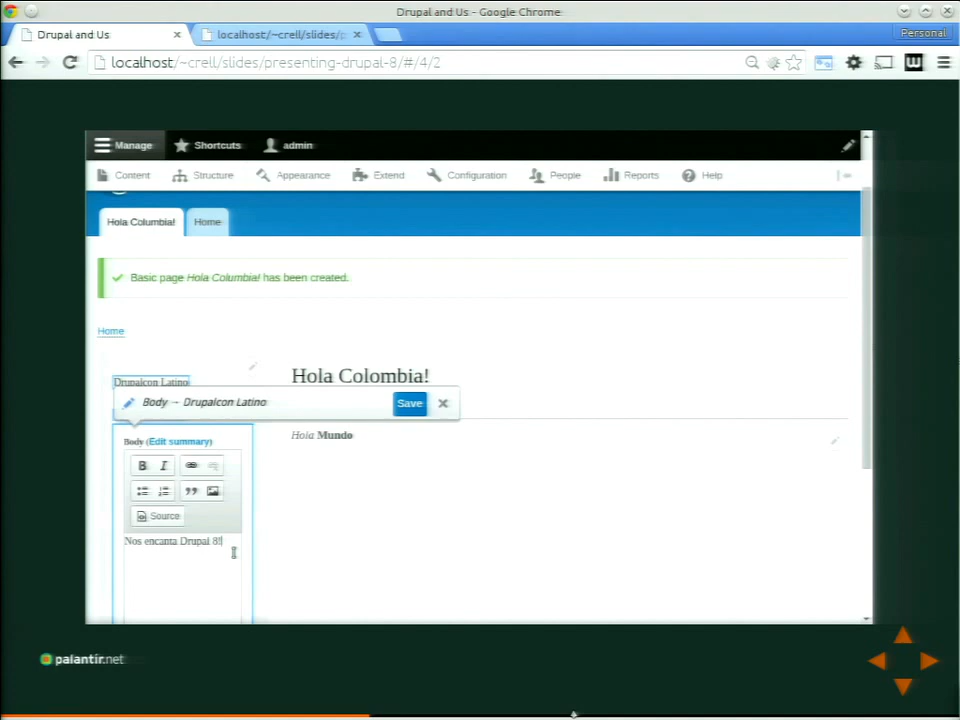 Drupal and Us - Google Chrome
Drupal and Us
localhost/~crell/slides/p
Personal
localhost/~crell/slides/presenting-drupal-8/#/4/2
Manage Shortcuts admin
Content Structure Appearance Extend Configuration People Reports Help
Hola Columbia! Home
Basic page Hola Columbia! has been created.
Home
Hola Colombia!
Drupalcon Latino
Body → Drupalcon Latino Save
Hola Mundo
Body (Edit summary)
B I
Source
Nos encanta Drupal 8!
palantir.net